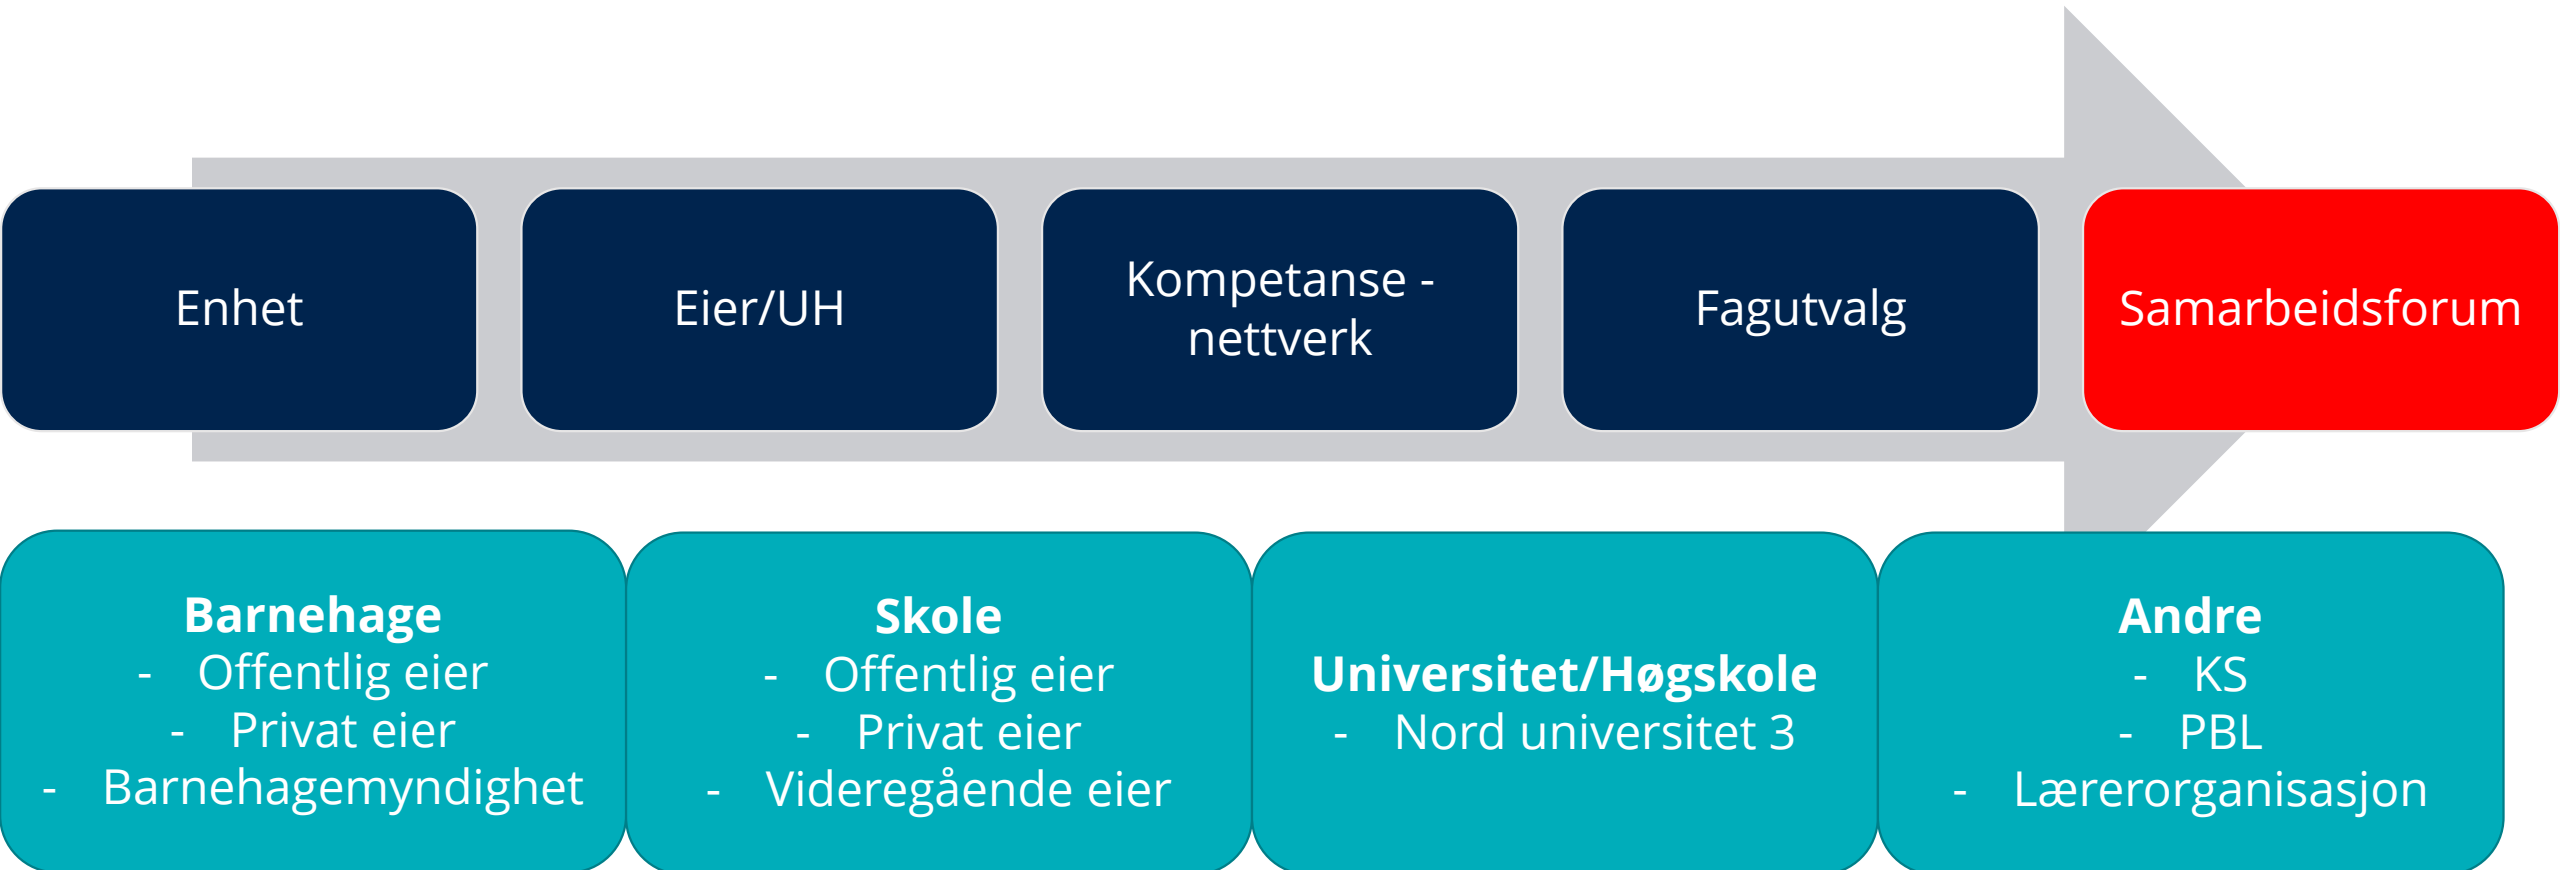 Enhet
Eier/UH
Kompetanse -
nettverk
Fagutvalg
Samarbeidsforum
Barnehage
- Offentlig eier
- Privat eier
- Barnehagemyndighet
Skole
- Offentlig eier
- Privat eier
- Videregående eier
Universitet/Høgskole
- Nord universitet 3
Andre
- KS
- PBL
- Lærerorganisasjon